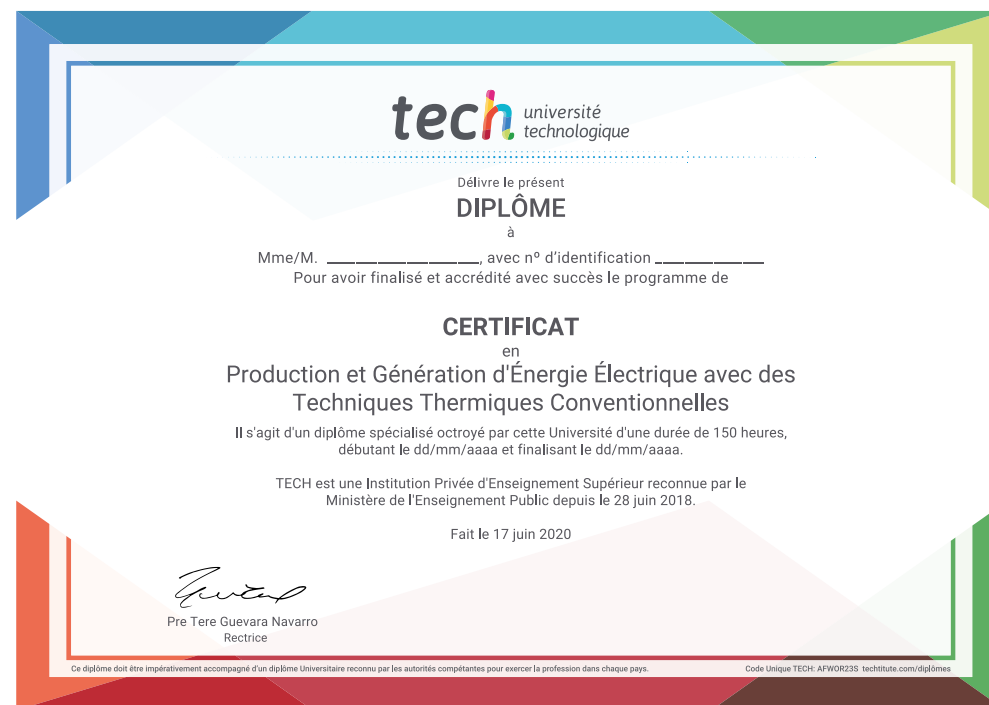 tech université
technologique
Délivre le présent
DIPLÔME
à
Mme/M. ________________, avec nº d'identification ____________
Pour avoir finalisé et accrédité avec succès le programme de
CERTIFICAT
en
Production et Génération d'Énergie Électrique avec des
Techniques Thermiques Conventionnelles
Il s'agit d'un diplôme spécialisé octroyé par cette Université d'une durée de 150 heures,
débutant le dd/mm/aaaa et finalisant le dd/mm/aaaa.
TECH est une Institution Privée d'Enseignement Supérieur reconnue par le
Ministère de l'Enseignement Public depuis le 28 juin 2018.
Fait le 17 juin 2020
Pre Tere Guevara Navarro
Rectrice
Ce diplôme doit être impérativement accompagné d'un diplôme Universitaire reconnu par les autorités compétantes pour exercer la profession dans chaque pays.
Code Unique TECH: AFWOR23S techtitute.com/diplômes